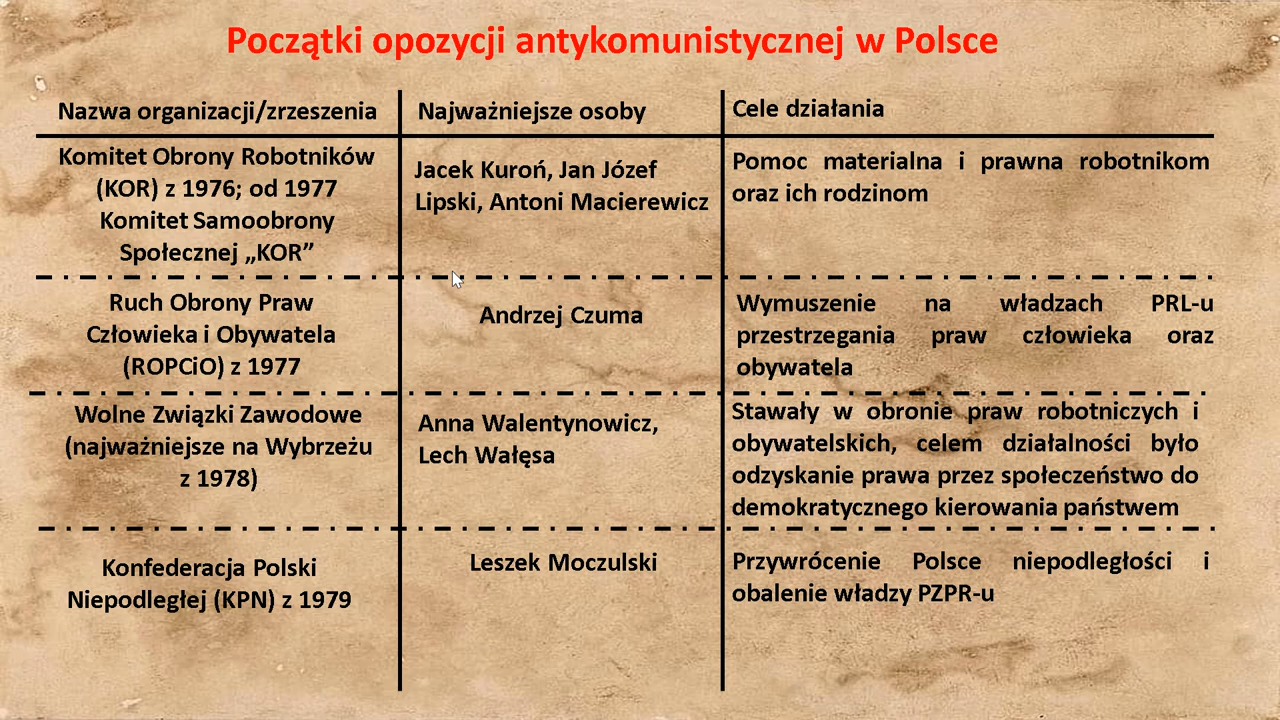 Początki opozycji antykomunistycznej w Polsce
Nazwa organizacji/zrzeszenia
Najważniejsze osoby
Cele działania
Komitet Obrony Robotników
(KOR) z 1976; od 1977
Komitet Samoobrony
Społecznej „KOR”
Jacek Kuroń, Jan Józef
Lipski, Antoni Macierewicz
Pomoc materialna i prawna robotnikom
oraz ich rodzinom
Ruch Obrony Praw
Człowieka i Obywatela
(ROPCiO) z 1977
Andrzej Czuma
Wymuszenie na władzach PRL-u
przestrzegania praw człowieka oraz
obywatela
Wolne Związki Zawodowe
(najważniejsze na Wybrzeżu
z 1978)
Anna Walentynowicz,
Lech Wałęsa
Stawały w obronie praw robotniczych i
obywatelskich, celem działalności było
odzyskanie prawa przez społeczeństwo do
demokratycznego kierowania państwem
Konfederacja Polski
Niepodległej (KPN) z 1979
Leszek Moczulski
Przywrócenie Polsce niepodległości i
obalenie władzy PZPR-u